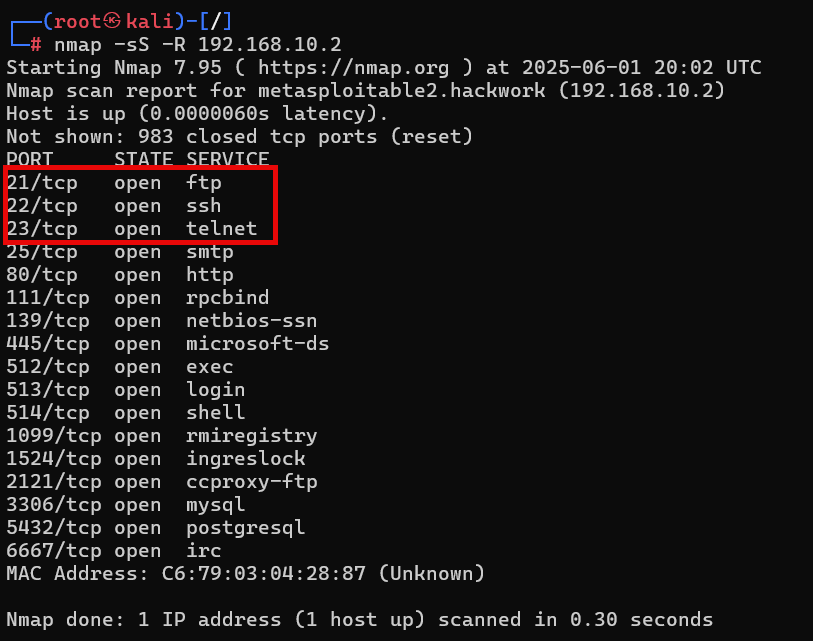 ┌──(root㉿kali)-[/]
└─# nmap -sS -R 192.168.10.2
Starting Nmap 7.95 ( https://nmap.org ) at 2025-06-01 20:02 UTC
Nmap scan report for metasploitable2.hackwork (192.168.10.2)
Host is up (0.0000060s latency).
Not shown: 983 closed tcp ports (reset)
PORT     STATE SERVICE
21/tcp   open  ftp
22/tcp   open  ssh
23/tcp   open  telnet
25/tcp   open  smtp
80/tcp   open  http
111/tcp  open  rpcbind
139/tcp  open  netbios-ssn
445/tcp  open  microsoft-ds
512/tcp  open  exec
513/tcp  open  login
514/tcp  open  shell
1099/tcp open  rmiregistry
1524/tcp open  ingreslock
2121/tcp open  ccproxy-ftp
3306/tcp open  mysql
5432/tcp open  postgresql
6667/tcp open  irc
MAC Address: C6:79:03:04:28:87 (Unknown)
Nmap done: 1 IP address (1 host up) scanned in 0.30 seconds